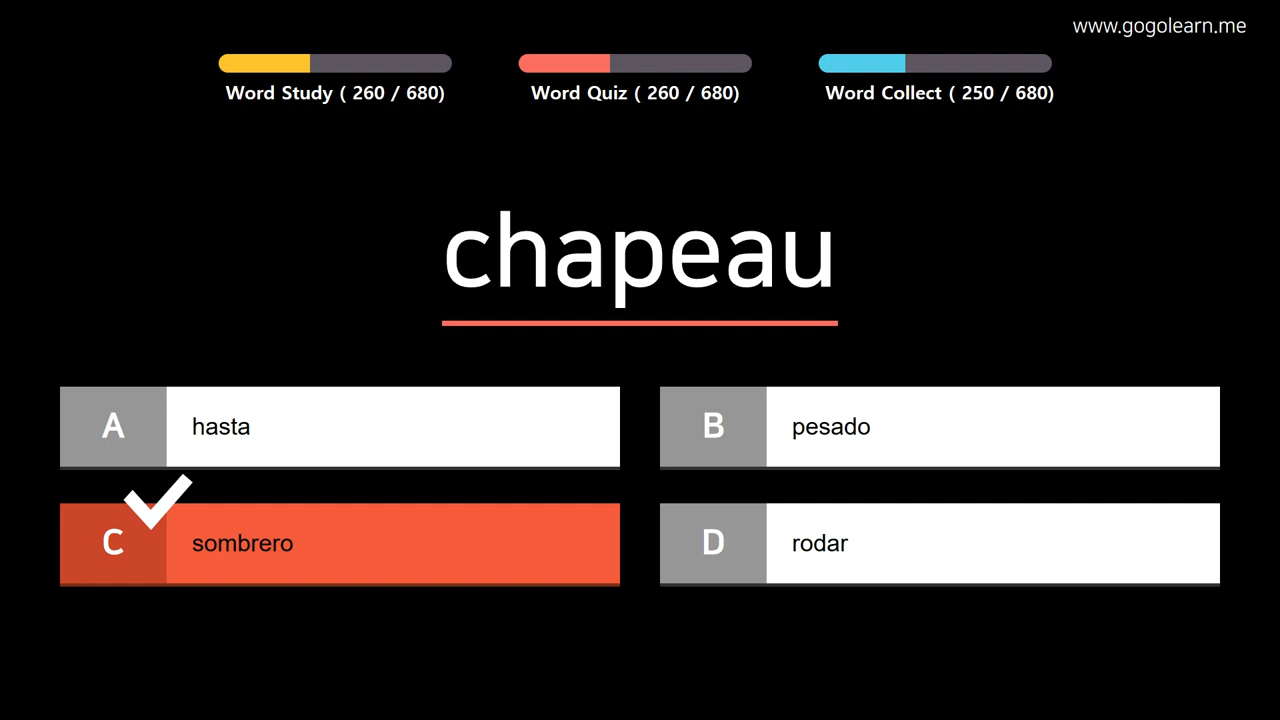 www.gogolearn.me
Word Study ( 260 / 680)
Word Quiz ( 260 / 680)
Word Collect ( 250 / 680)
chapeau
A hasta
B pesado
C sombrero
D rodar